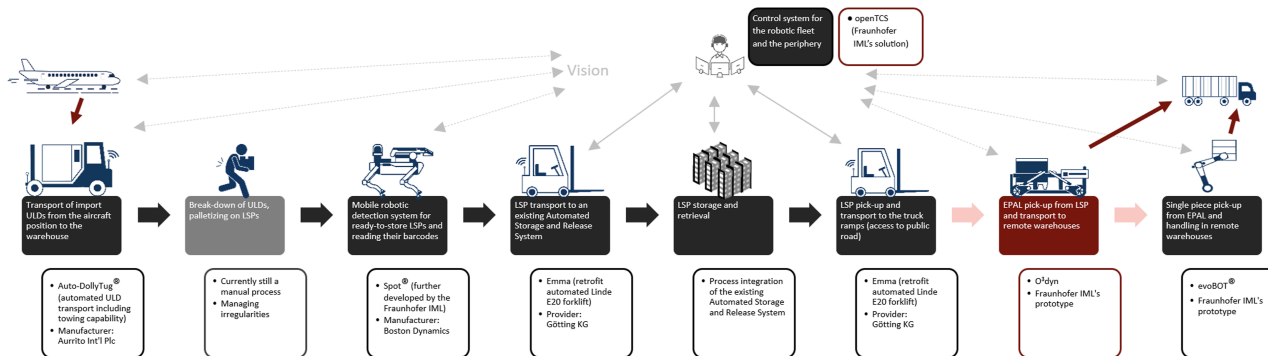 Control system for
the robotic fleet
and the periphery
• openTCS
(Fraunhofer
IML's solution)
Vision
Transport of import
ULDs from the aircraft
position to the
warehouse
Break-down of ULDs,
palletizing on LSPs
Mobile robotic
detection system for
ready-to-store LSPs and
reading their barcodes
LSP transport to an
existing Automated
Storage and Release
System
LSP storage and
retrieval
LSP pick-up and
transport to the truck
ramps (access to public
road)
EPAL pick-up from LSP
and transport to
remote warehouses
Single piece pick-up
from EPAL and
handling in remote
warehouses
• Auto-DollyTug®
(automated ULD
transport including
towing capability)
• Manufacturer:
Aurrito Int'l Plc
• Currently still a
manual process
• Managing
irregularities
• Spot® (further
developed by the
Fraunhofer IML)
• Manufacturer:
Boston Dynamics
• Emma (retrofit
automated Linde
E20 forklift)
• Provider:
Götting KG
• Process integration
of the existing
Automated Storage
and Release System
• Emma (retrofit
automated Linde
E20 forklift)
• Provider:
Götting KG
• O³dyn
• Fraunhofer IML's
prototype
• evoBOT®
• Fraunhofer IML's
prototype